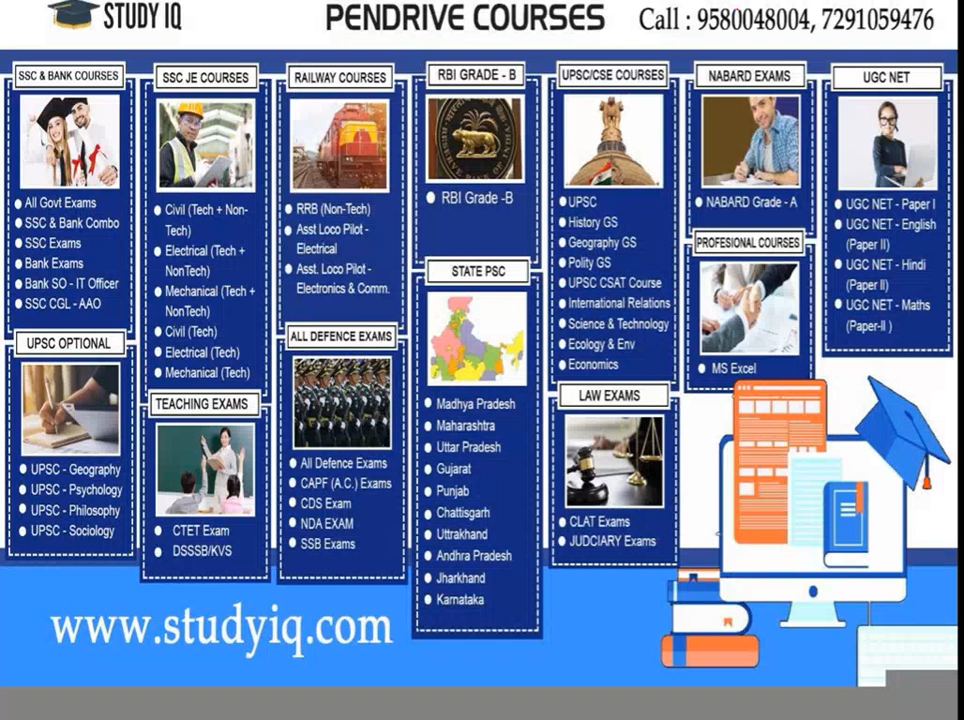 STUDY IQ
PENDRIVE COURSES
Call : 9580048004, 7291059476
SSC & BANK COURSES
All Govt Exams
SSC & Bank Combo
SSC Exams
Bank Exams
Bank SO - IT Officer
SSC CGL - AAO
UPSC OPTIONAL
UPSC - Geography
UPSC - Psychology
UPSC - Philosophy
UPSC - Sociology
SSC JE COURSES
Civil (Tech + Non-
Tech)
Electrical (Tech +
NonTech)
Mechanical (Tech +
NonTech)
Civil (Tech)
Electrical (Tech)
Mechanical (Tech)
TEACHING EXAMS
CTET Exam
DSSSB/KVS
RAILWAY COURSES
RRB (Non-Tech)
Asst Loco Pilot -
Electrical
Asst. Loco Pilot -
Electronics & Comm.
ALL DEFENCE EXAMS
All Defence Exams
CAPF (A.C.) Exams
CDS Exam
NDA EXAM
SSB Exams
RBI GRADE - B
RBI Grade -B
STATE PSC
Madhya Pradesh
Maharashtra
Uttar Pradesh
Gujarat
Punjab
Chattisgarh
Uttrakhand
Andhra Pradesh
Jharkhand
Karnataka
UPSC/CSE COURSES
UPSC
History GS
Geography GS
Polity GS
UPSC CSAT Course
International Relations
Science & Technology
Ecology & Env
Economics
LAW EXAMS
CLAT Exams
JUDCIARY Exams
NABARD EXAMS
NABARD Grade - A
PROFESIONAL COURSES
MS Excel
UGC NET
UGC NET - Paper I
UGC NET - English
(Paper II)
UGC NET - Hindi
(Paper II)
UGC NET - Maths
(Paper-II )
www.studyiq.com